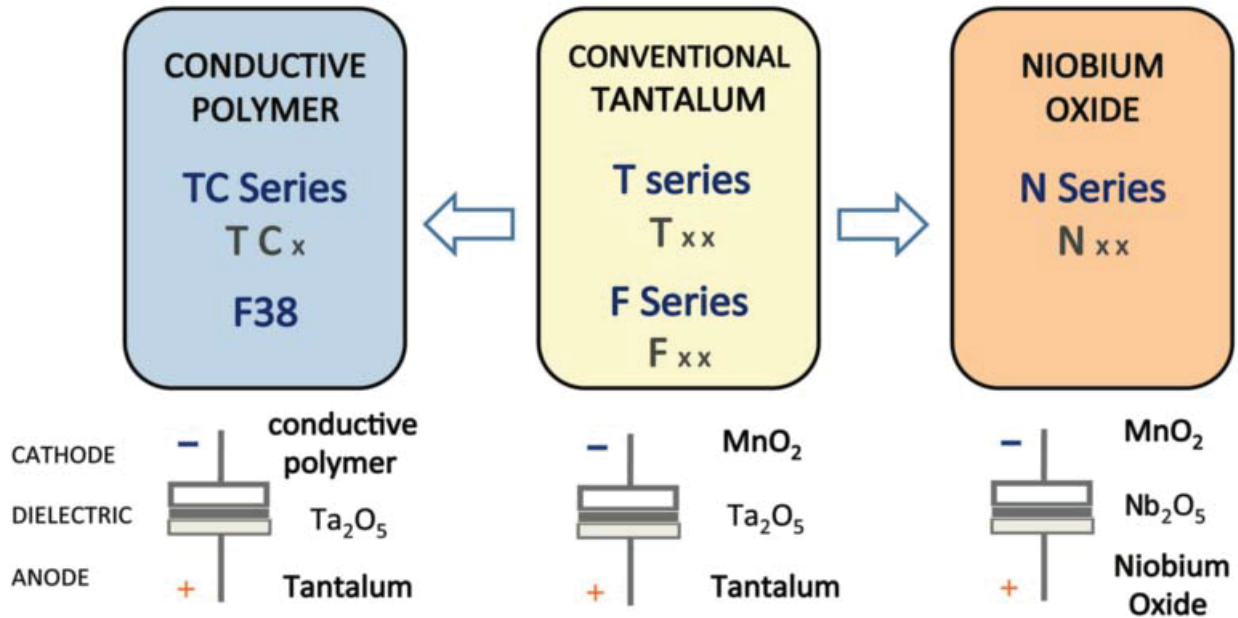 CONDUCTIVE
POLYMER
TC Series
T C x
F38
CONVENTIONAL
TANTALUM
T series
T x x
F Series
F x x
NIOBIUM
OXIDE
N Series
N x x
CATHODE
DIELECTRIC
ANODE
−
conductive
polymer
Ta₂O₅
+
Tantalum
−
MnO₂
Ta₂O₅
+
Tantalum
−
MnO₂
Nb₂O₅
+
Niobium
Oxide